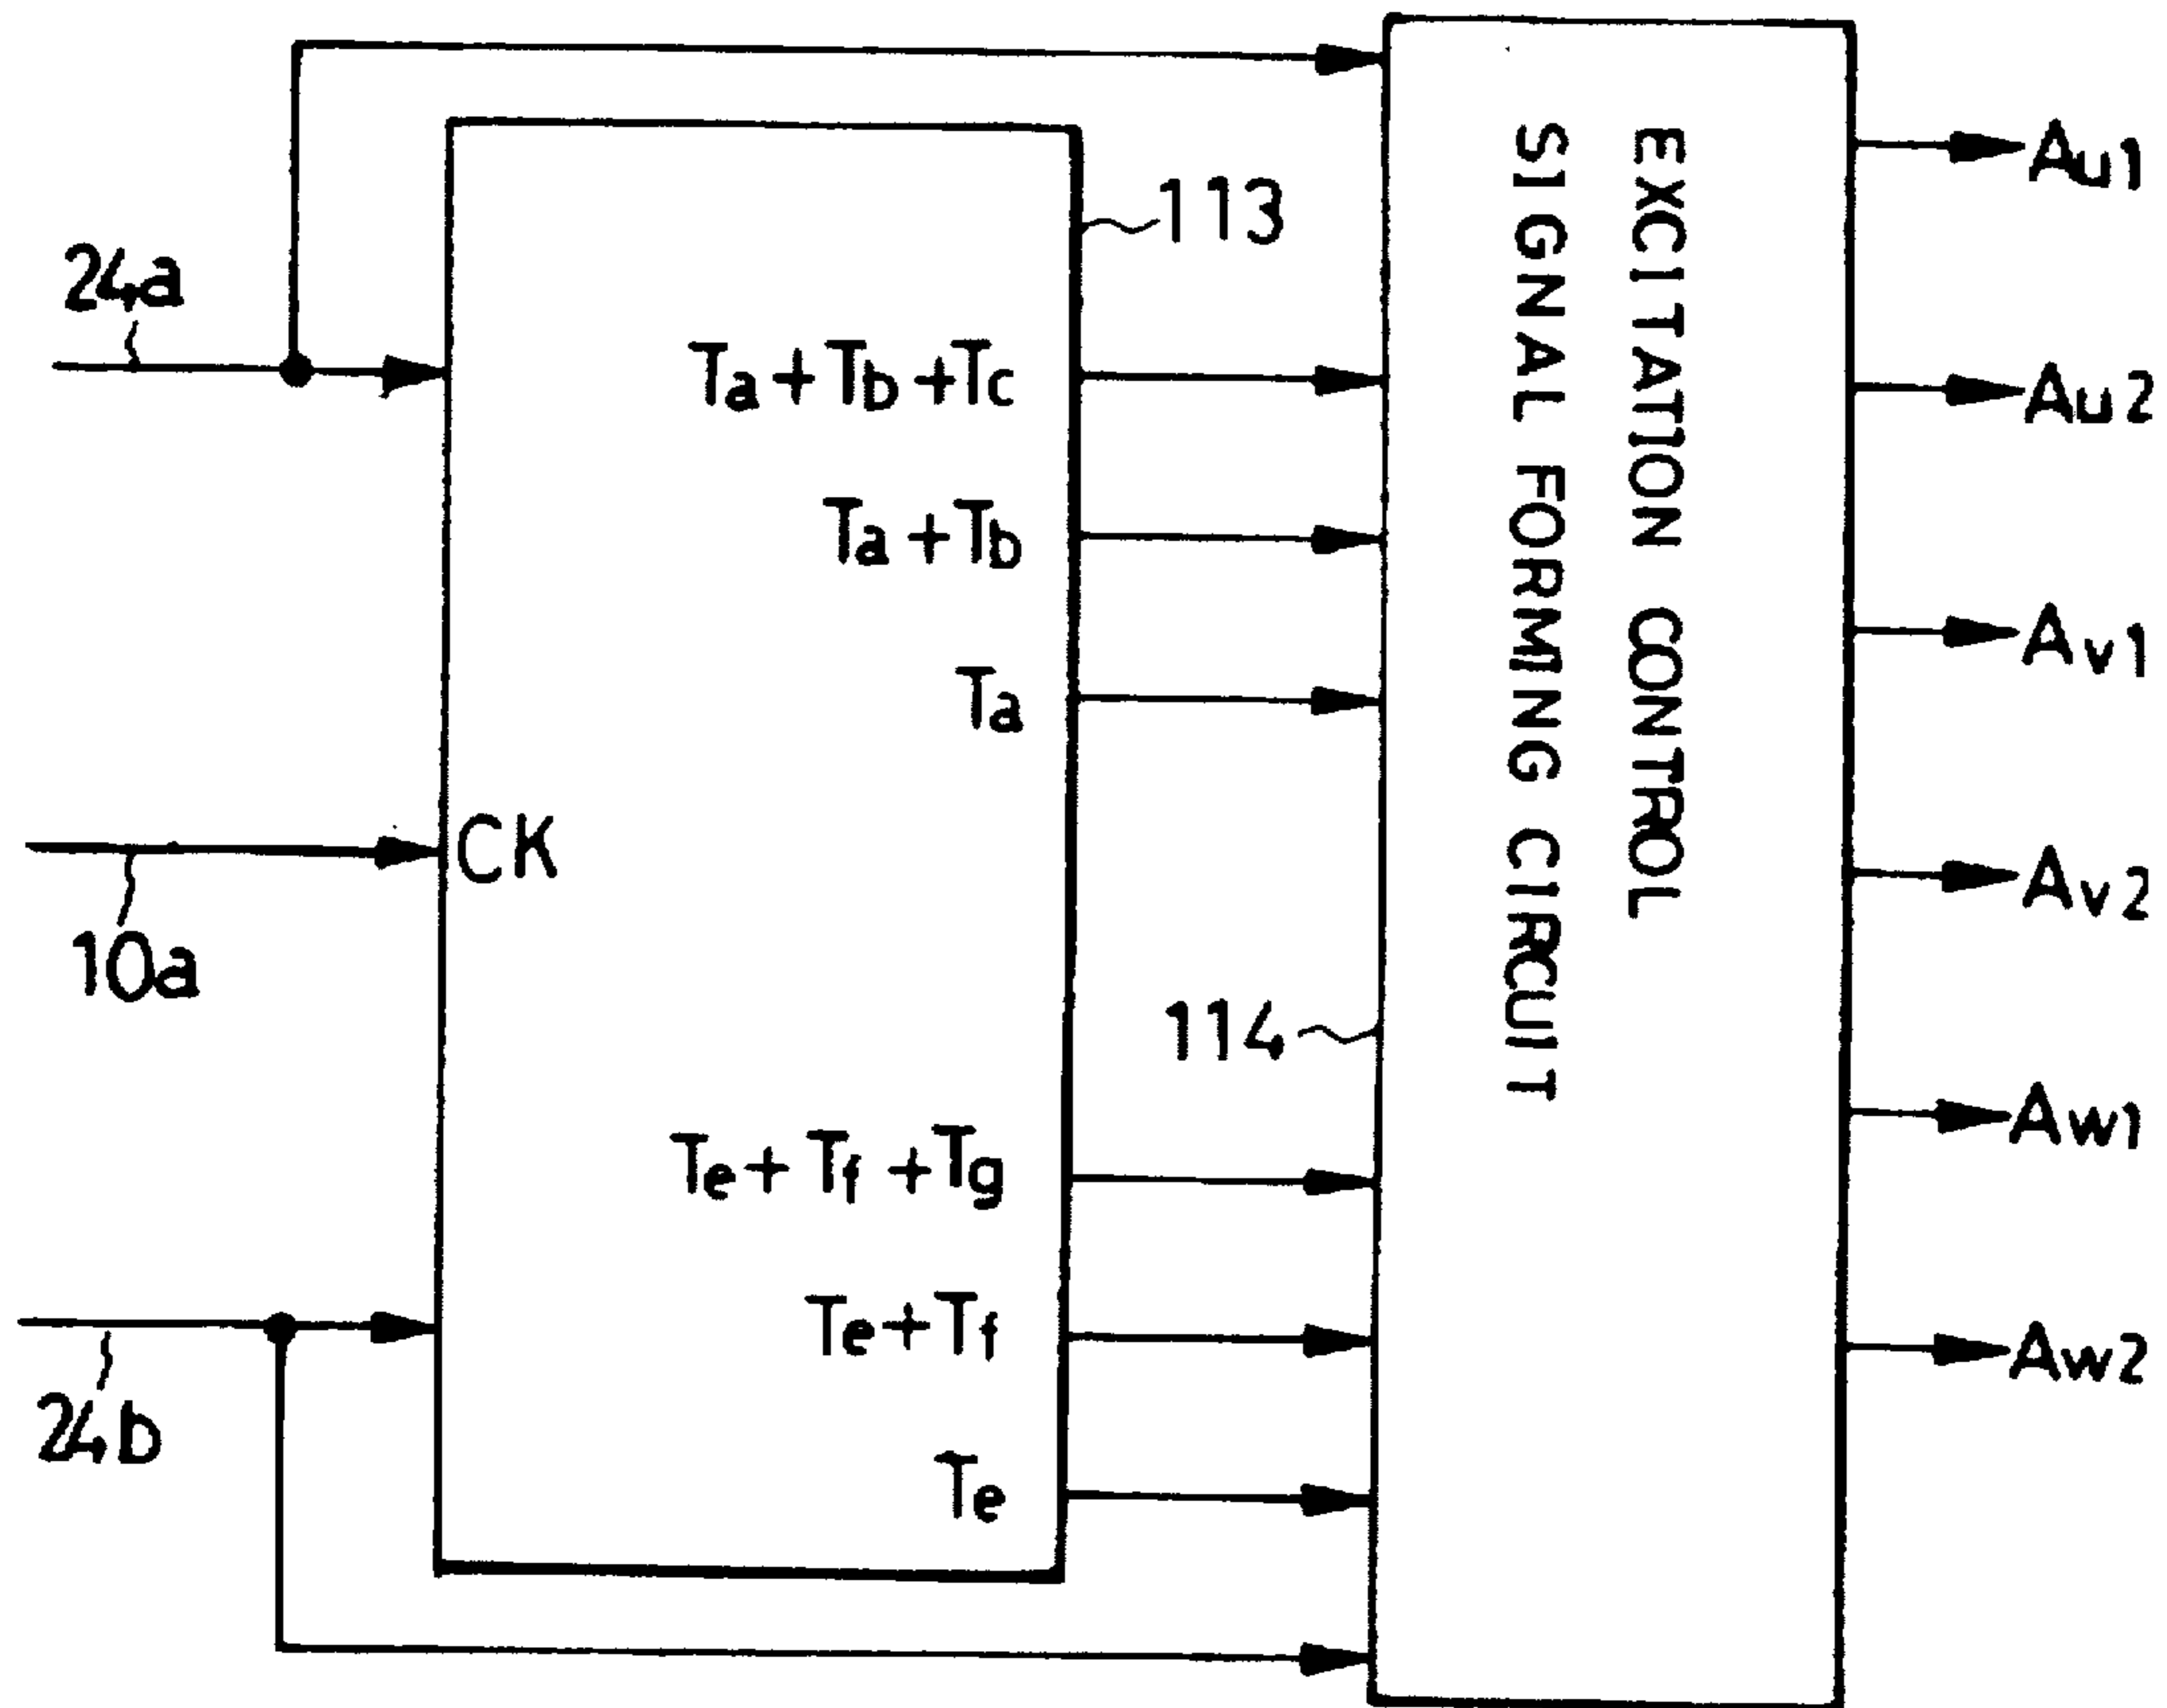 24a
10a
24b
CK
Ta+Tb+Tc
Ta+Tb
Ta
Te+Tf+Tg
Te+Tf
Te
113
114
EXCITATION CONTROL
SIGNAL FORMING CIRCUIT
Au1
Au2
Av1
Av2
Aw1
Aw2